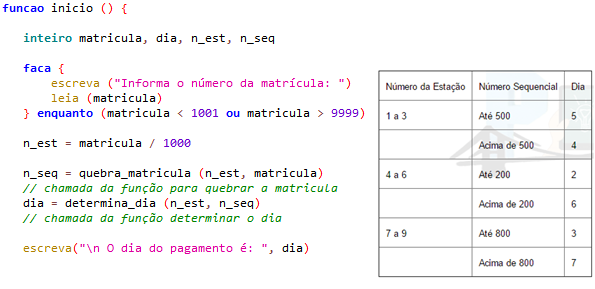 funcao inicio () {
inteiro matricula, dia, n_est, n_seq
faca {
escreva ("Informa o número da matrícula: ")
leia (matricula)
} enquanto (matricula < 1001 ou matricula > 9999)
n_est = matricula / 1000
n_seq = quebra_matricula (n_est, matricula)
// chamada da função para quebrar a matricula
dia = determina_dia (n_est, n_seq)
// chamada da função determinar o dia
escreva("\n O dia do pagamento é: ", dia)
Número da Estação Número Sequencial Dia
1 a 3 Até 500 5
Acima de 500 4
4 a 6 Até 200 2
Acima de 200 6
7 a 9 Até 800 3
Acima de 800 7